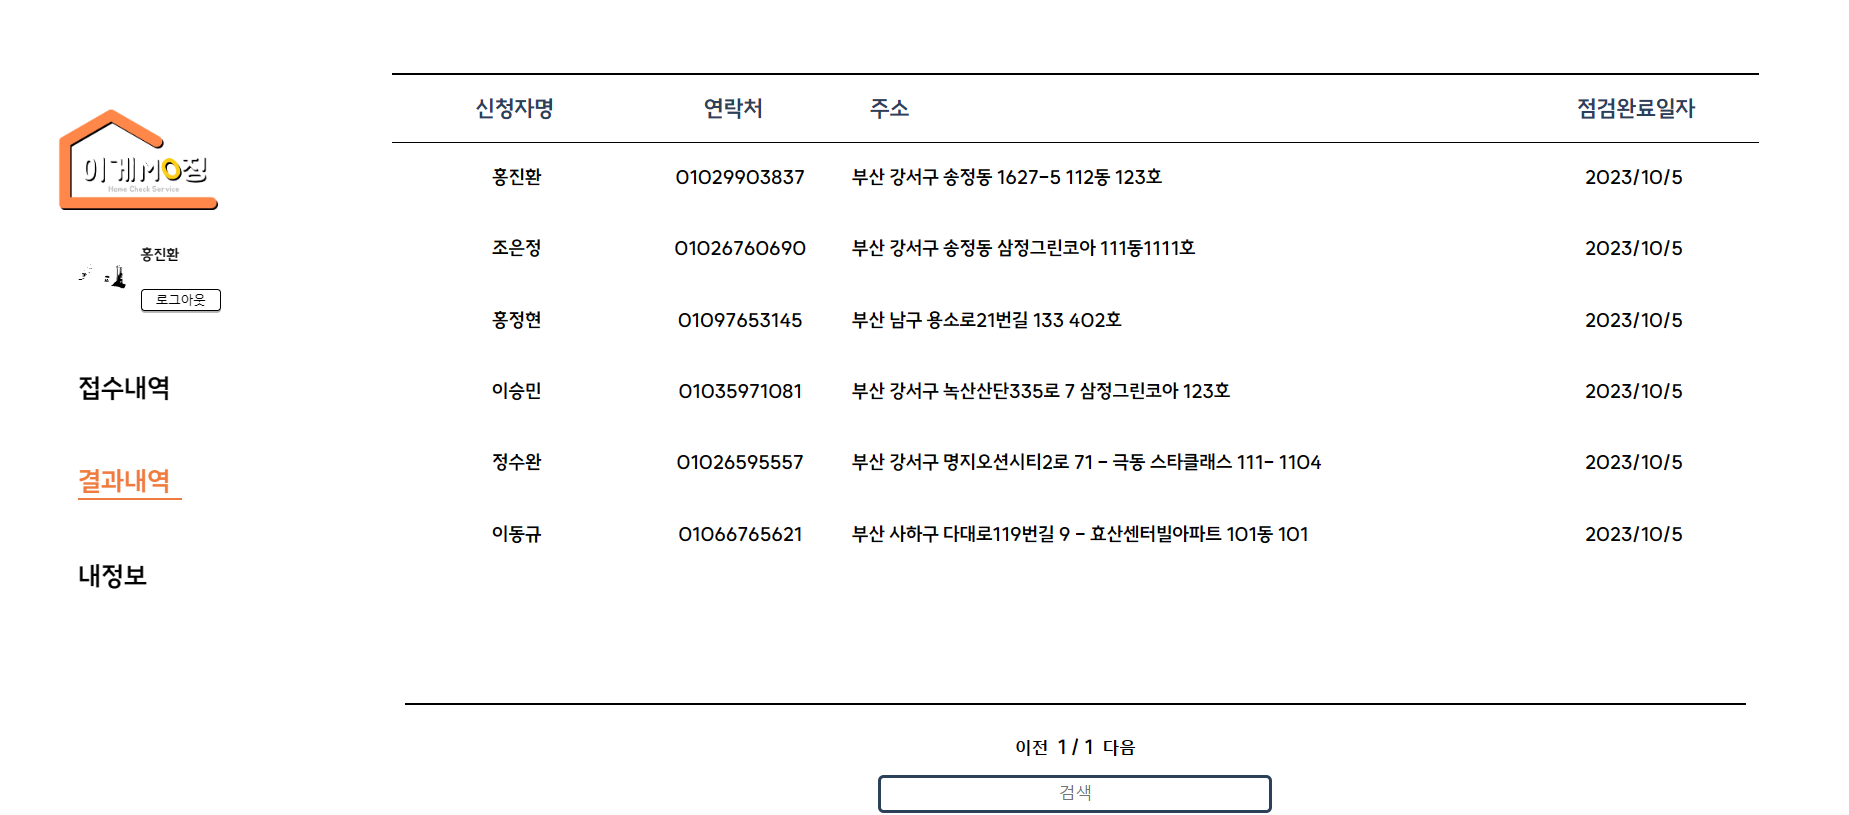 이게MO징
Home Check Service
홍진환
로그아웃
접수내역
결과내역
내정보
신청자명 연락처 주소 점검완료일자
홍진환 01029903837 부산 강서구 송정동 1627-5 112동 123호 2023/10/5
조은정 01026760690 부산 강서구 송정동 삼정그린코아 111동1111호 2023/10/5
홍정현 01097653145 부산 남구 용소로21번길 133 402호 2023/10/5
이승민 01035971081 부산 강서구 녹산산단335로 7 삼정그린코아 123호 2023/10/5
정수완 01026595557 부산 강서구 명지오션시티2로 71 - 극동 스타클래스 111- 1104 2023/10/5
이동규 01066765621 부산 사하구 다대로119번길 9 - 효산센터빌아파트 101동 101 2023/10/5
이전 1 / 1 다음
검색